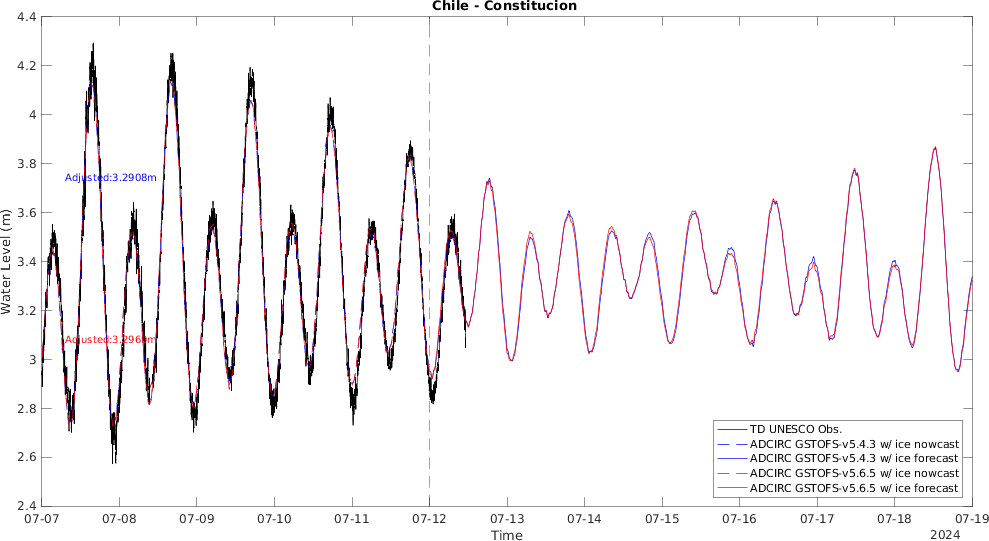 Chile - Constitucion
4.4
4.2
4
3.8
3.6
3.4
3.2
3
2.8
2.6
2.4
Water Level (m)
Adjusted:3.2908m
Adjusted:3.2969m
TD UNESCO Obs.
ADCIRC GSTOFS-v5.4.3 w/ ice nowcast
ADCIRC GSTOFS-v5.4.3 w/ ice forecast
ADCIRC GSTOFS-v5.6.5 w/ ice nowcast
ADCIRC GSTOFS-v5.6.5 w/ ice forecast
07-07 07-08 07-09 07-10 07-11 07-12 07-13 07-14 07-15 07-16 07-17 07-18 07-19
Time
2024